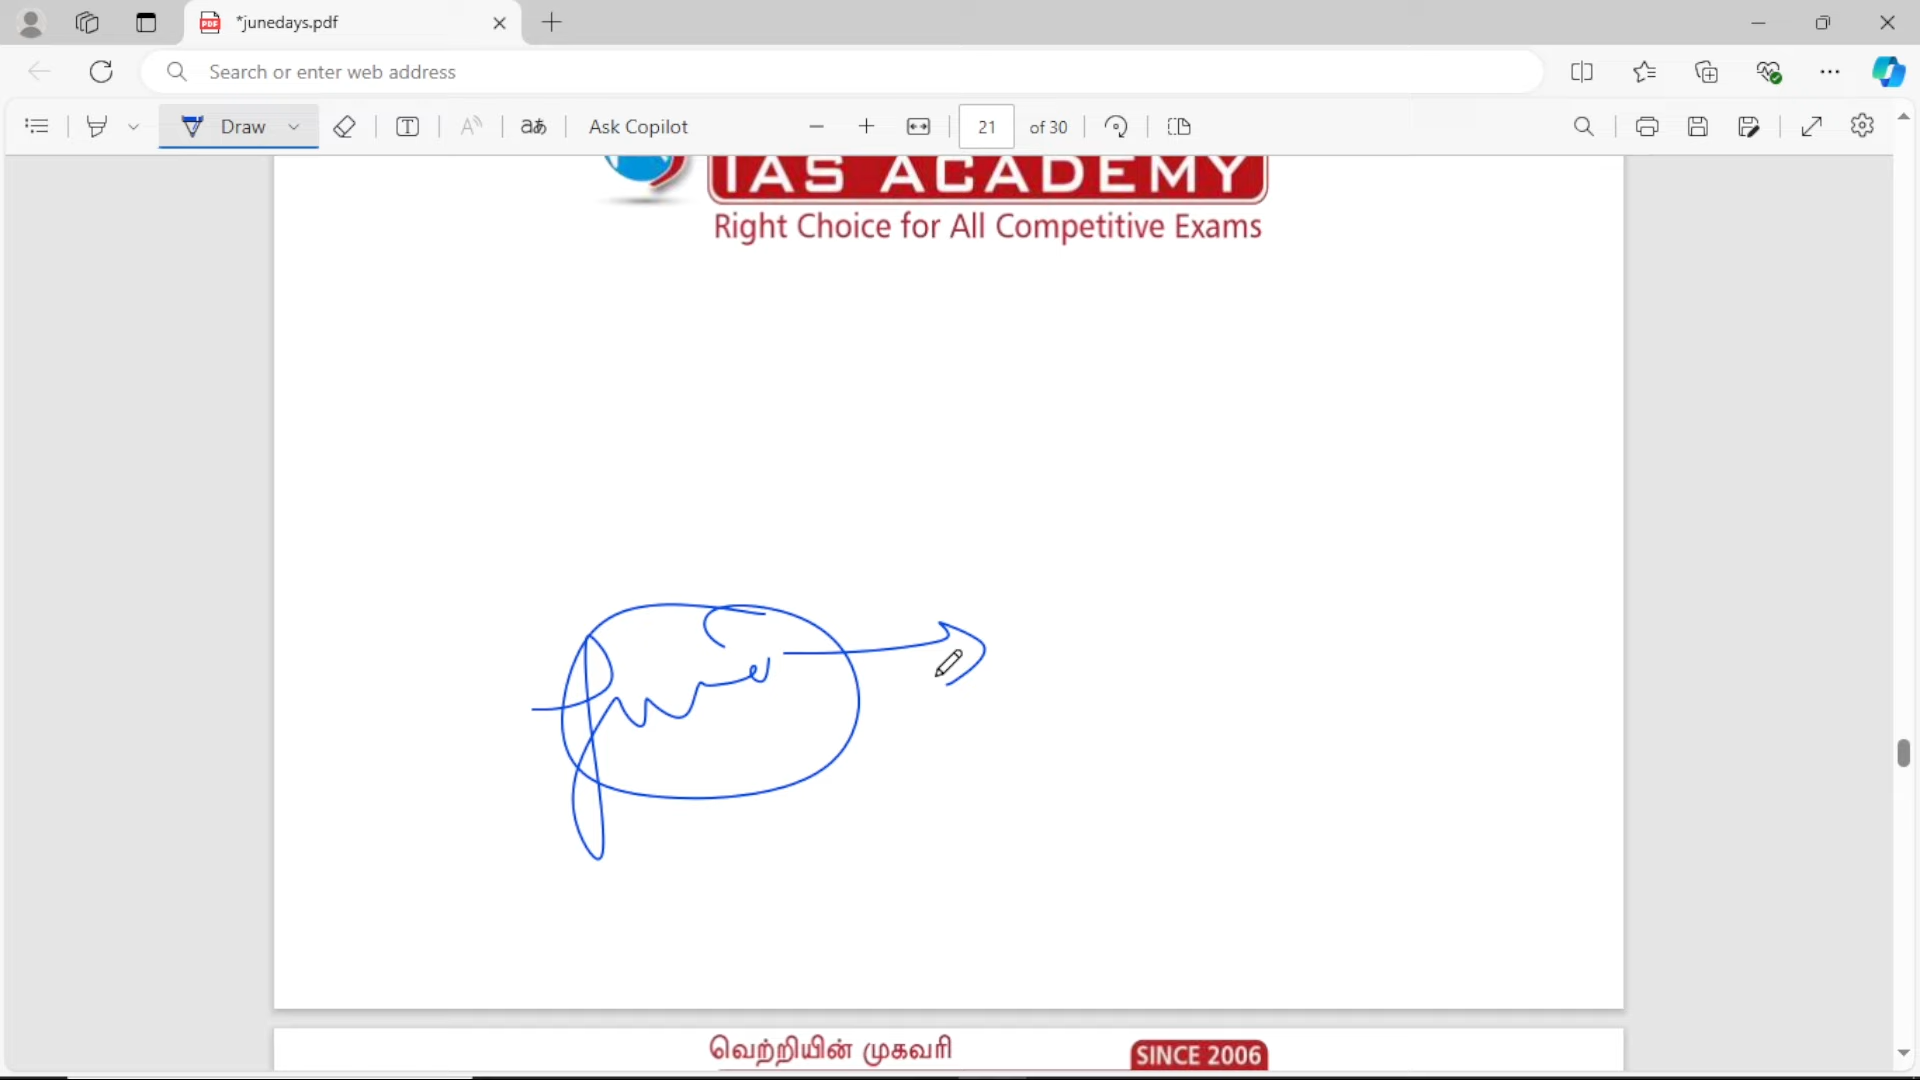 *junedays.pdf
Search or enter web address
Draw
Ask Copilot
21 of 30
IAS ACADEMY
Right Choice for All Competitive Exams
June
வெற்றியின் முகவரி
SINCE 2006